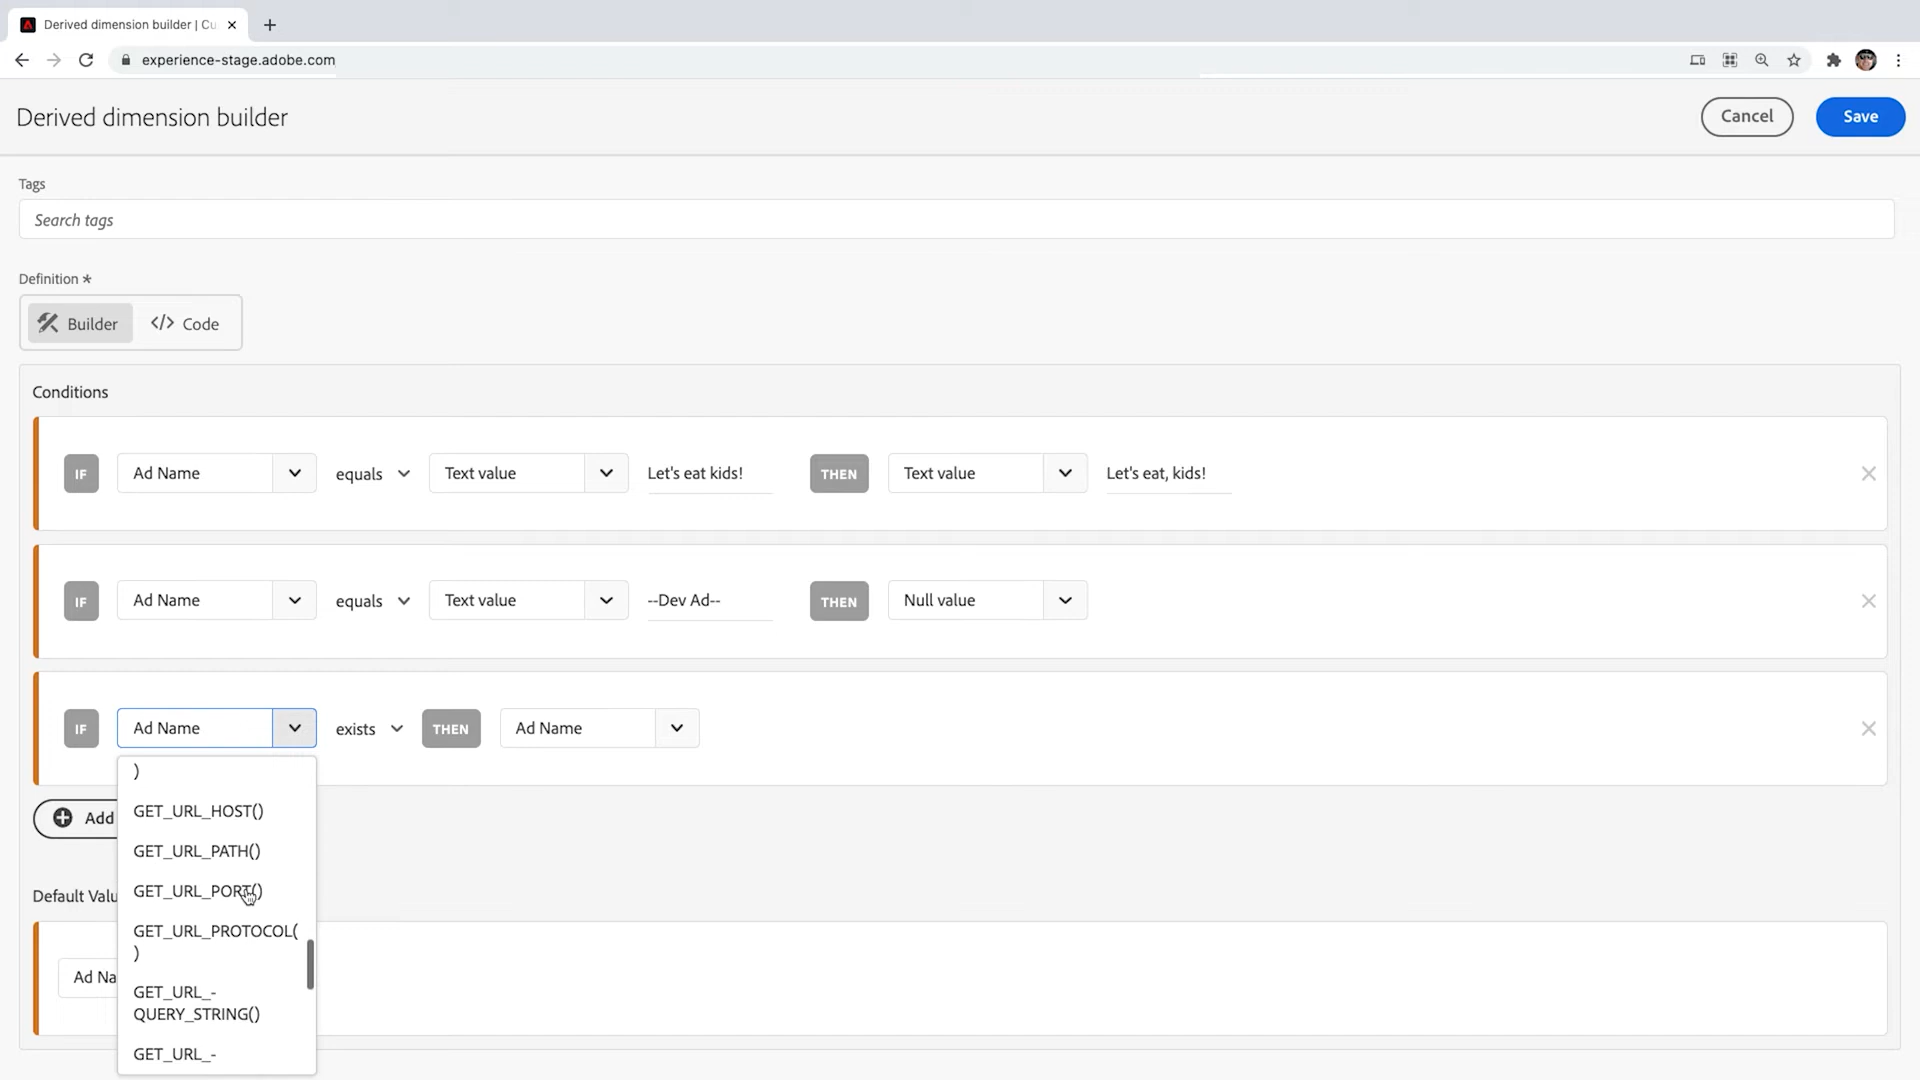 Derived dimension builder | Cu
experience-stage.adobe.com
Derived dimension builder
Cancel
Save
Tags
Search tags
Definition *
Builder
</> Code
Conditions
IF Ad Name equals Text value Let's eat kids! THEN Text value Let's eat, kids!
IF Ad Name equals Text value --Dev Ad-- THEN Null value
IF Ad Name exists THEN Ad Name
)
GET_URL_HOST()
GET_URL_PATH()
GET_URL_PORT()
GET_URL_PROTOCOL(
)
GET_URL_-
QUERY_STRING()
GET_URL_-
Add
Default Valu
Ad Na